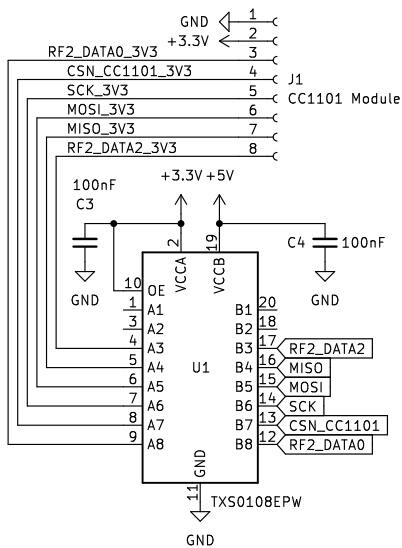 GND 1
+3.3V 2
RF2_DATA0_3V3 3
CSN_CC1101_3V3 4 J1
SCK_3V3 5 CC1101 Module
MOSI_3V3 6
MISO_3V3 7
RF2_DATA2_3V3 8
100nF +3.3V +5V
C3
2 19 C4 100nF
VCCA VCCB
GND GND
10 OE
1 A1 B1 20
3 A2 B2 18
4 A3 B3 17 RF2_DATA2
5 A4 U1 B4 16 MISO
6 A5 B5 15 MOSI
7 A6 B6 14 SCK
8 A7 B7 13 CSN_CC1101
9 A8 B8 12 RF2_DATA0
GND
11 TXS0108EPW
GND